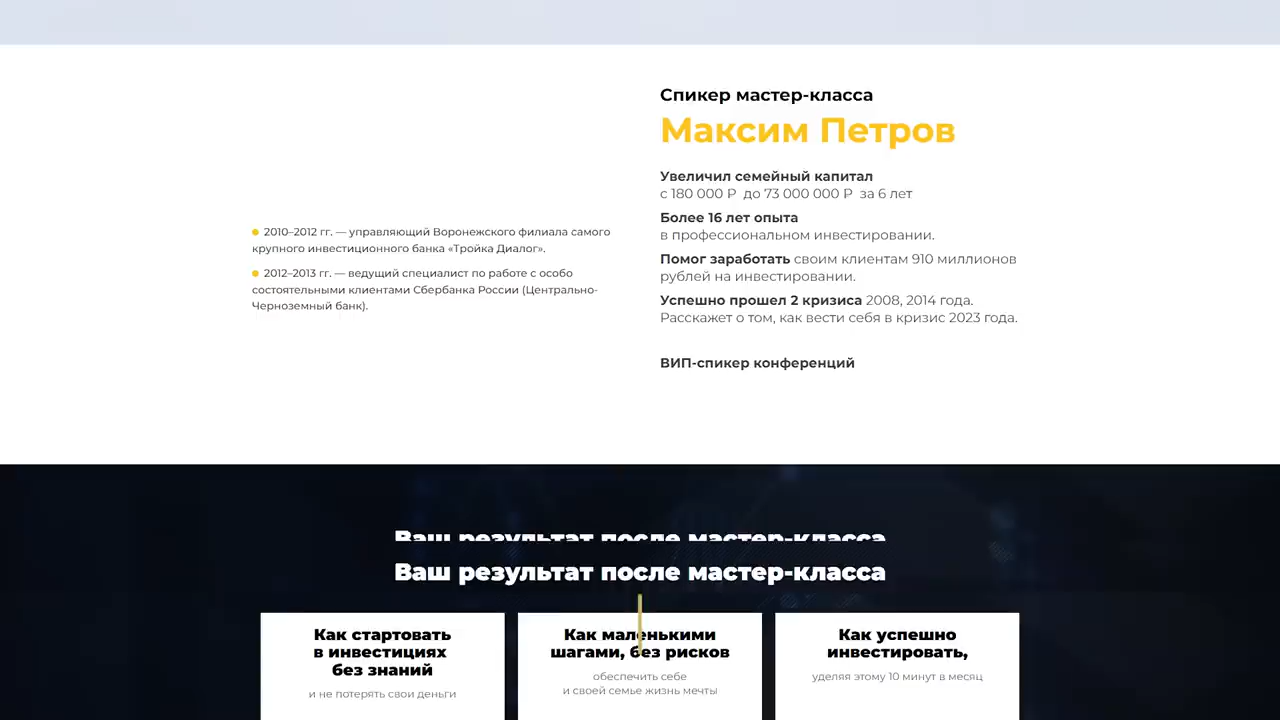 Спикер мастер-класса
Максим Петров
Увеличил семейный капитал
с 180 000 Р до 73 000 000 Р за 6 лет
Более 16 лет опыта
в профессиональном инвестировании.
Помог заработать своим клиентам 910 миллионов
рублей на инвестировании.
Успешно прошел 2 кризиса 2008, 2014 года.
Расскажет о том, как вести себя в кризис 2023 года.
ВИП-спикер конференций
2010–2012 гг. — управляющий Воронежского филиала самого
крупного инвестиционного банка «Тройка Диалог».
2012–2013 гг. — ведущий специалист по работе с особо
состоятельными клиентами Сбербанка России (Центрально-
Черноземный банк).
Ваш результат после мастер-класса
Ваш результат после мастер-класса
Как стартовать
в инвестициях
без знаний
и не потерять свои деньги
Как маленькими
шагами, без рисков
обеспечить себе
и своей семье жизнь мечты
Как успешно
инвестировать,
уделяя этому 10 минут в месяц